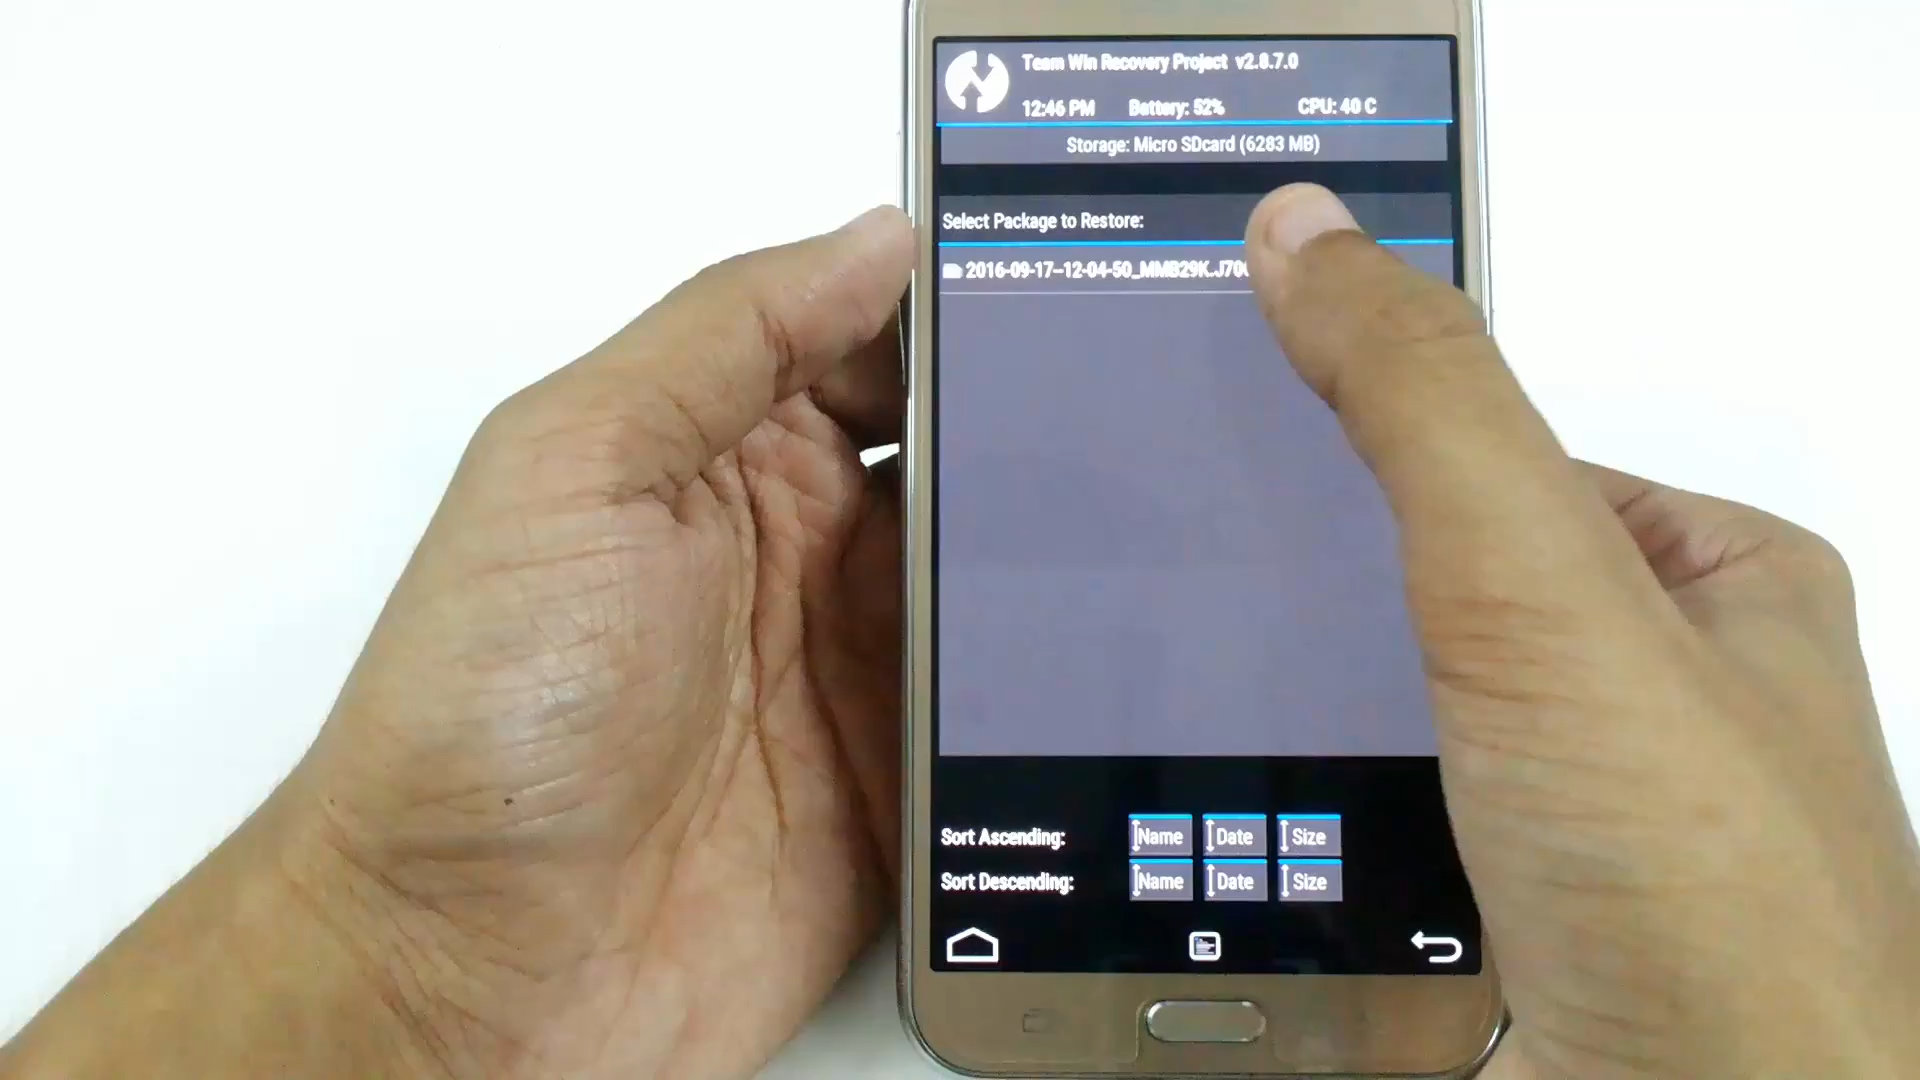 Team Win Recovery Project v2.8.7.0
12:46 PM Battery: 52% CPU: 40 C
Storage: Micro SDcard (6283 MB)
Select Package to Restore:
2016-09-17--12-04-50_MMB29K.J70
Sort Ascending: Name Date Size
Sort Descending: Name Date Size